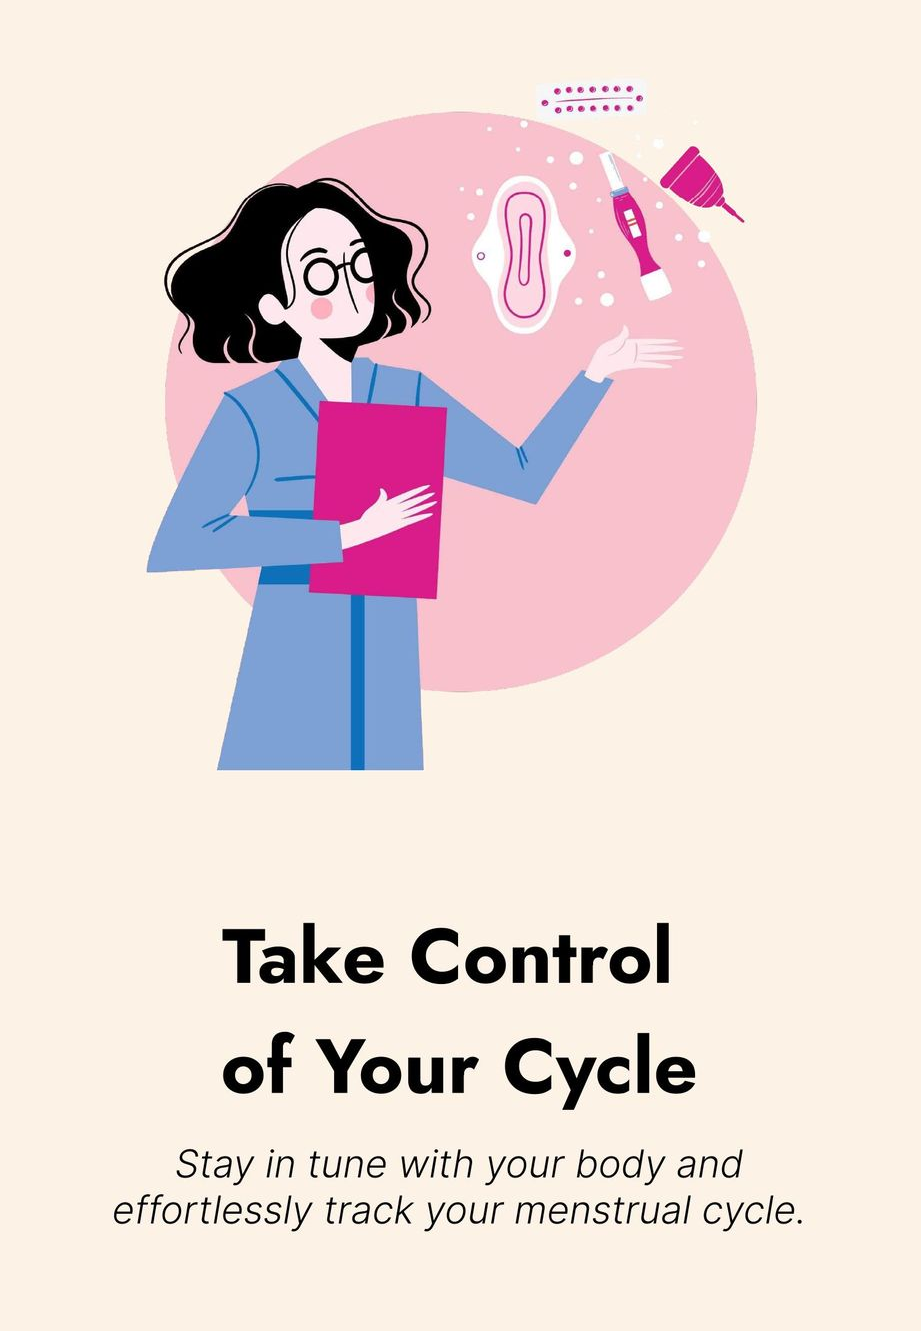 Take Control
of Your Cycle
Stay in tune with your body and
effortlessly track your menstrual cycle.